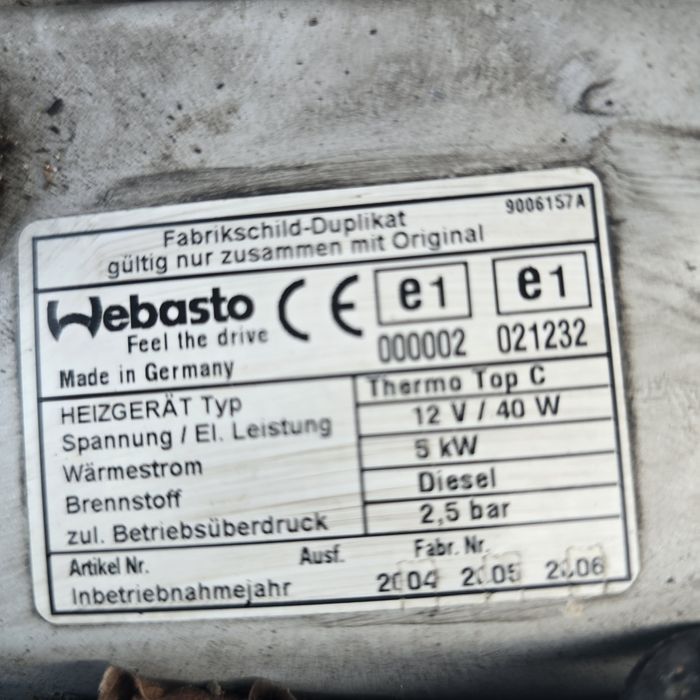 Fabrikschild-Duplikat 9006157A
gültig nur zusammen mit Original
Webasto CE e1 e1
Feel the drive 000002 021232
Made in Germany
HEIZGERÄT Typ Thermo Top C
Spannung / El. Leistung 12 V / 40 W
Wärmestrom 5 kW
Brennstoff Diesel
zul. Betriebsüberdruck 2,5 bar
Artikel Nr. Ausf. Fabr. Nr.
Inbetriebnahmejahr 2004 2005 2006